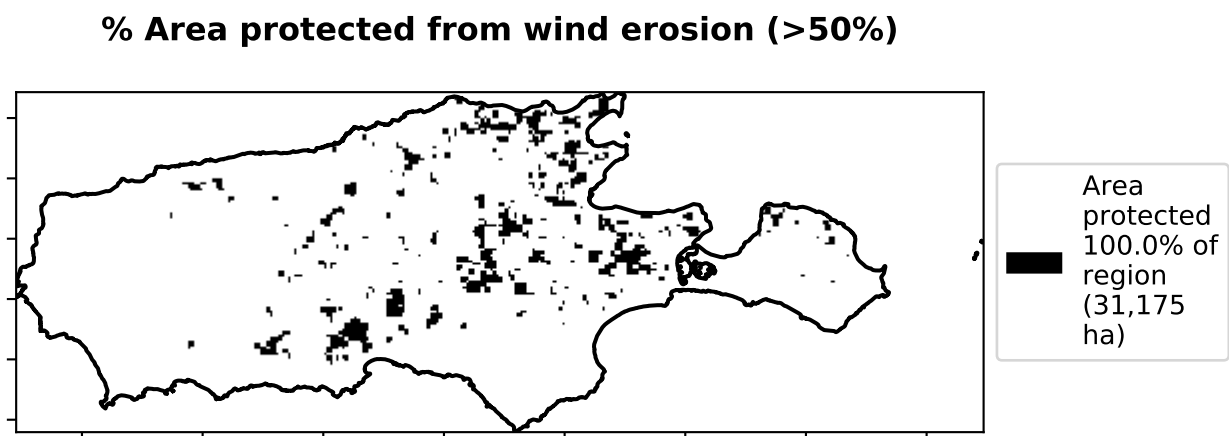 % Area protected from wind erosion (>50%)
Area
protected
100.0% of
region
(31,175
ha)